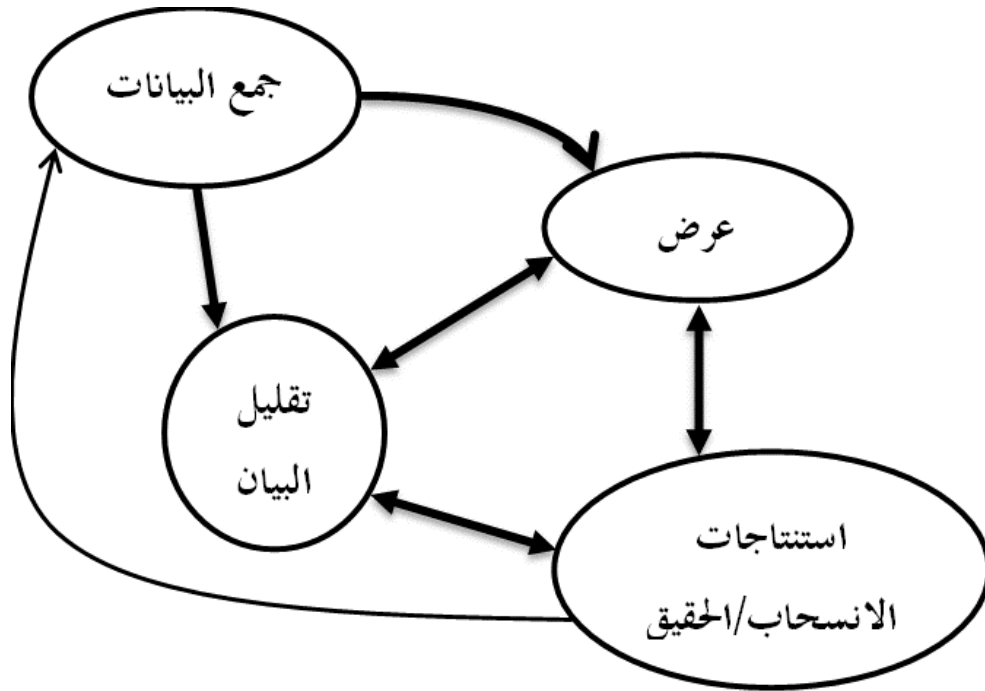 جمع البيانات
عرض
تقليل
البيان
استنتاجات
الانسحاب/الحقيق